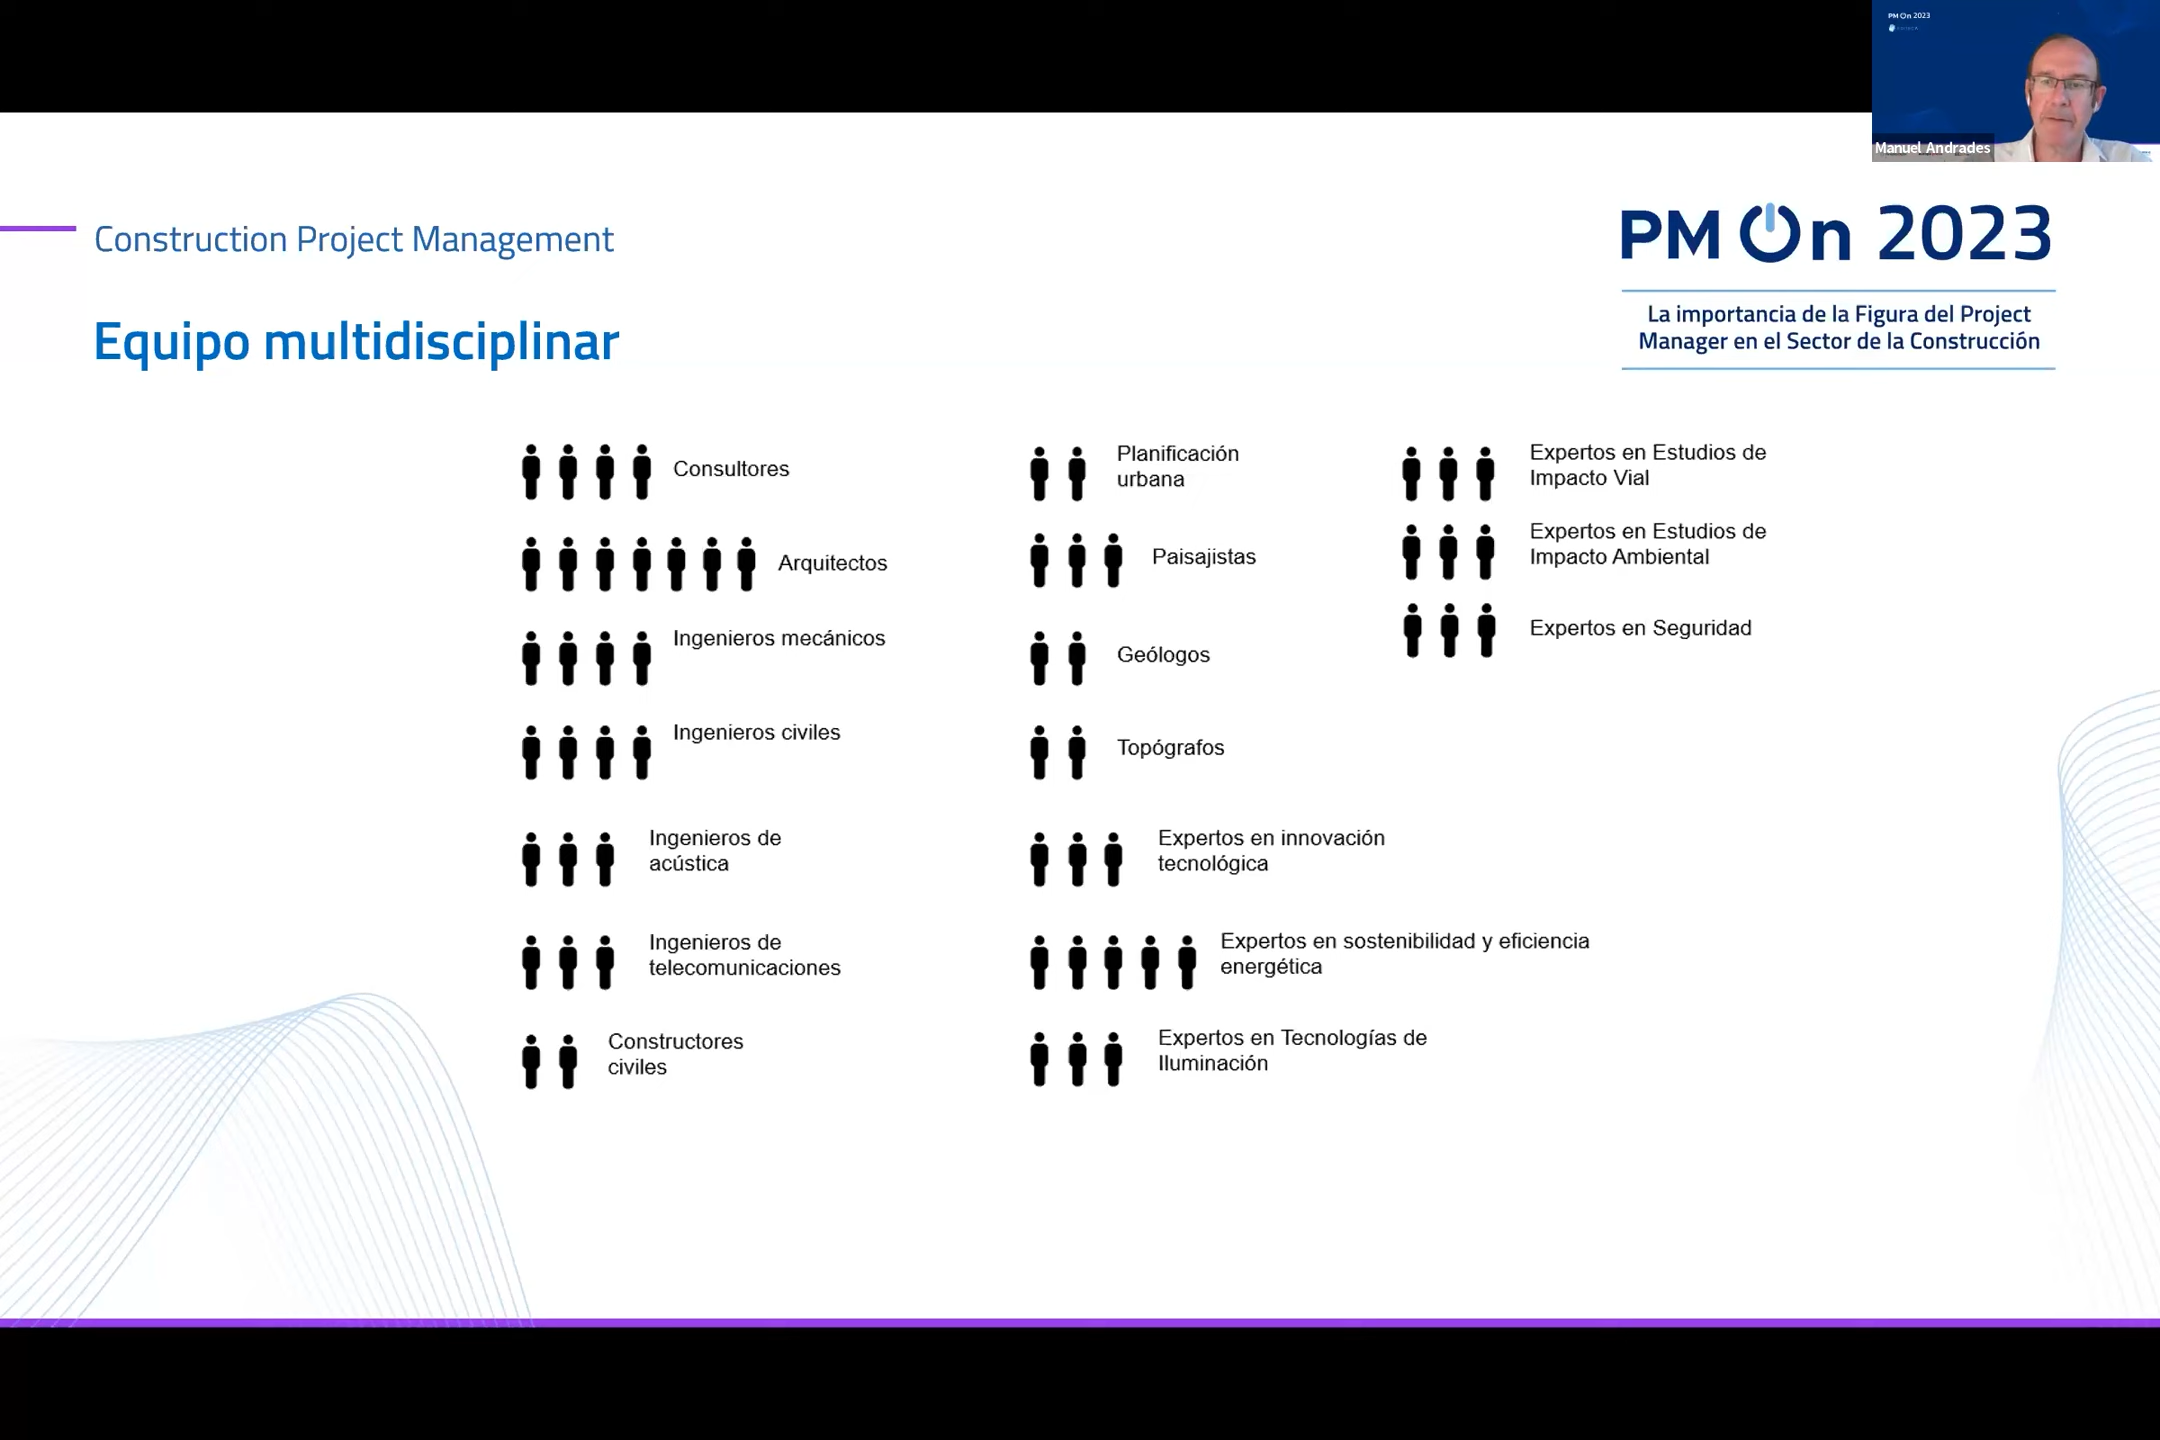 PM On 2023
Manuel Andrades
Construction Project Management
PM On 2023
La importancia de la Figura del Project
Manager en el Sector de la Construcción
Equipo multidisciplinar
Consultores
Arquitectos
Ingenieros mecánicos
Ingenieros civiles
Ingenieros de
acústica
Ingenieros de
telecomunicaciones
Constructores
civiles
Planificación
urbana
Paisajistas
Geólogos
Topógrafos
Expertos en innovación
tecnológica
Expertos en sostenibilidad y eficiencia
energética
Expertos en Tecnologías de
Iluminación
Expertos en Estudios de
Impacto Vial
Expertos en Estudios de
Impacto Ambiental
Expertos en Seguridad